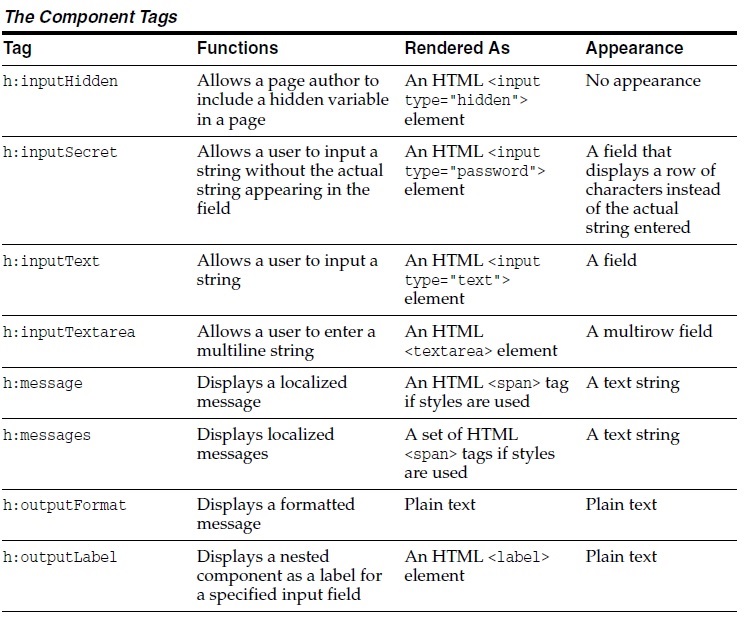 The Component Tags
Tag Functions Rendered As Appearance
h:inputHidden Allows a page author to An HTML <input No appearance
include a hidden variable type="hidden">
in a page element
h:inputSecret Allows a user to input a An HTML <input A field that
string without the actual type="password"> displays a row of
string appearing in the element characters instead
field of the actual
string entered
h:inputText Allows a user to input a An HTML <input A field
string type="text">
element
h:inputTextarea Allows a user to enter a An HTML A multirow field
multiline string <textarea> element
h:message Displays a localized An HTML <span> tag A text string
message if styles are used
h:messages Displays localized A set of HTML A text string
messages <span> tags if styles
are used
h:outputFormat Displays a formatted Plain text Plain text
message
h:outputLabel Displays a nested An HTML <label> Plain text
component as a label for element
a specified input field